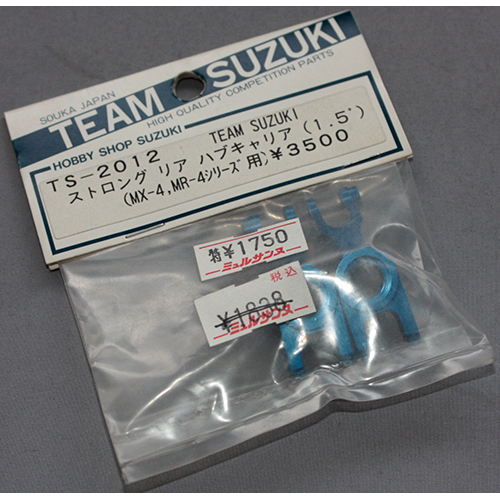 SOUKA JAPAN
TEAM SUZUKI
HIGH QUALITY COMPETITION PARTS
HOBBY SHOP SUZUKI
TS-2012 TEAM SUZUKI
ストロング リア ハブキャリア (1.5°)
(MX-4,MR-4シリーズ用)¥3500
特¥1750
ミュルサンヌ
税込
¥1838
ミュルサンヌ